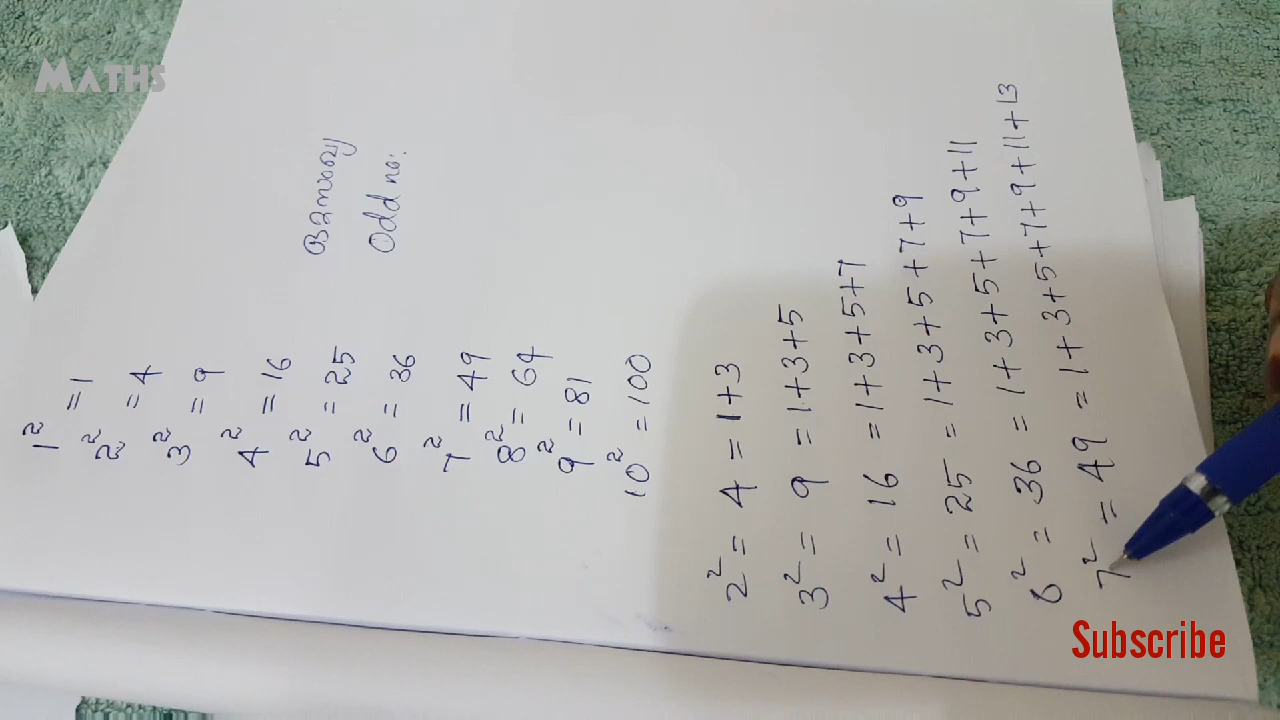 MATHS
1² = 1
2² = 4
3² = 9
4² = 16
5² = 25
6² = 36
7² = 49
8² = 64
9² = 81
10² = 100
ഒറ്റസംഖ്യ
Odd no:
2² = 4 = 1+3
3² = 9 = 1+3+5
4² = 16 = 1+3+5+7
5² = 25 = 1+3+5+7+9
6² = 36 = 1+3+5+7+9+11
7² = 49 = 1+3+5+7+9+11+13
Subscribe